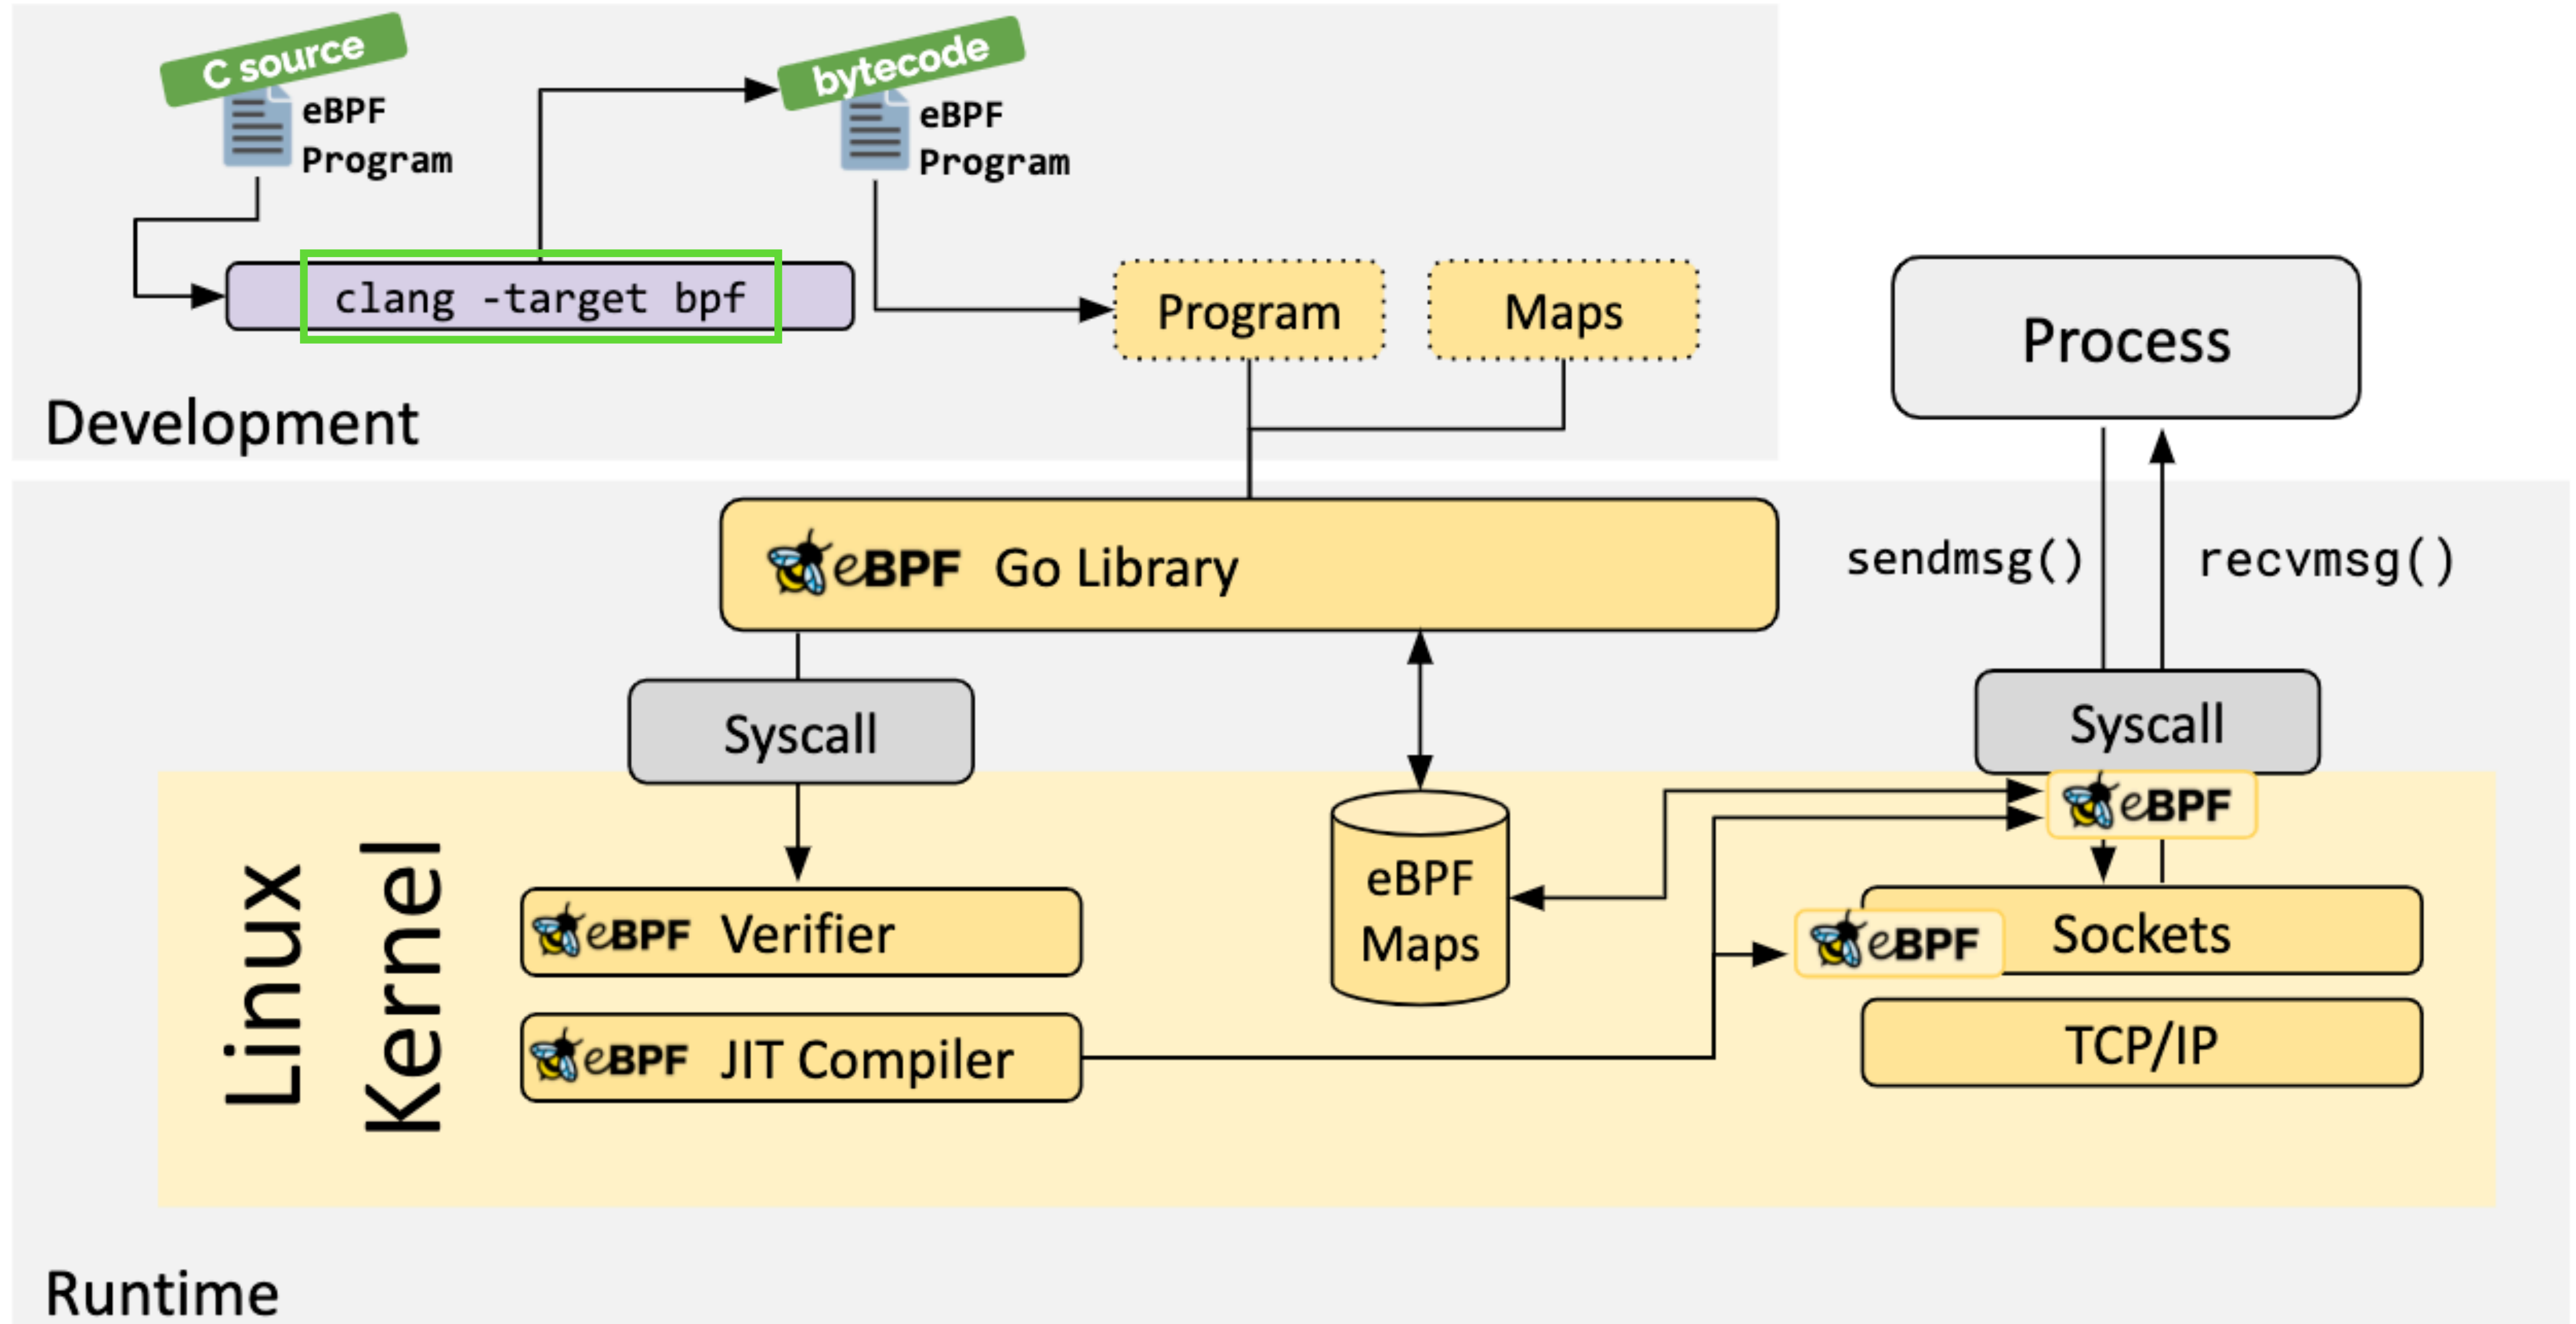 C source
eBPF
Program
bytecode
eBPF
Program
clang -target bpf
Program
Maps
Development
Process
eBPF Go Library
sendmsg()
recvmsg()
Syscall
Syscall
Linux
Kernel
eBPF Verifier
eBPF JIT Compiler
eBPF
Maps
eBPF
eBPF Sockets
TCP/IP
Runtime